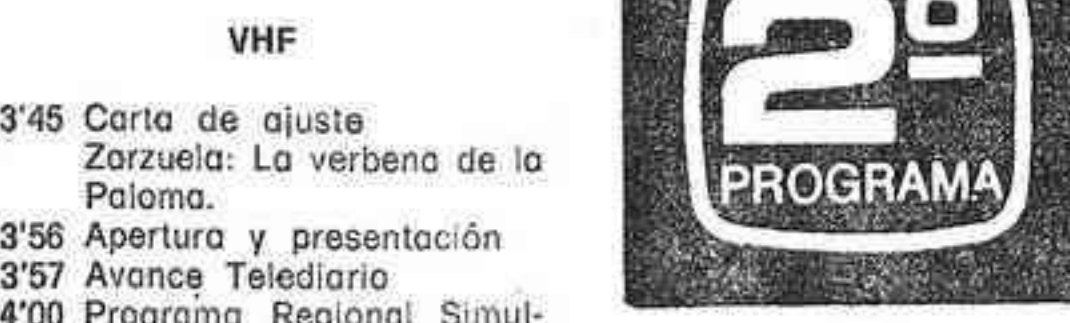 VHF
3'45 Carta de ajuste
Zarzuela: La verbena de la
Paloma.
3'56 Apertura y presentación
3'57 Avance Telediario
4'00 Programa Regional Simul-
2º
PROGRAMA